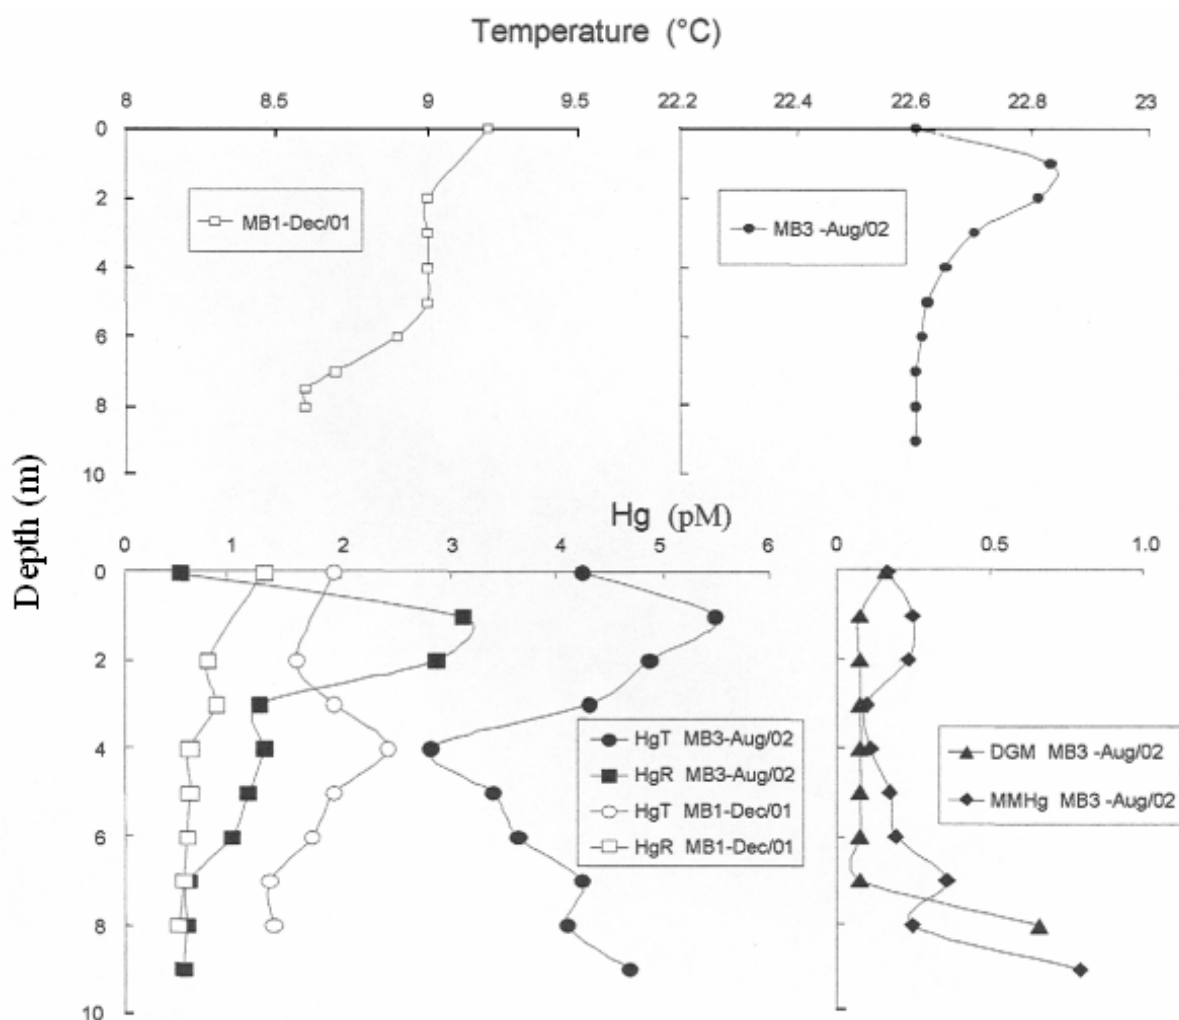 Temperature (°C)
8 8.5 9 9.5 22.2 22.4 22.6 22.8 23
0
2
MB1-Dec/01
MB3 -Aug/02
4
6
8
10
Depth (m)
Hg (pM)
0 1 2 3 4 5 6 0 0.5 1.0
0
2
4
HgT MB3-Aug/02
HgR MB3-Aug/02
HgT MB1-Dec/01
HgR MB1-Dec/01
DGM MB3 -Aug/02
MMHg MB3 -Aug/02
6
8
10